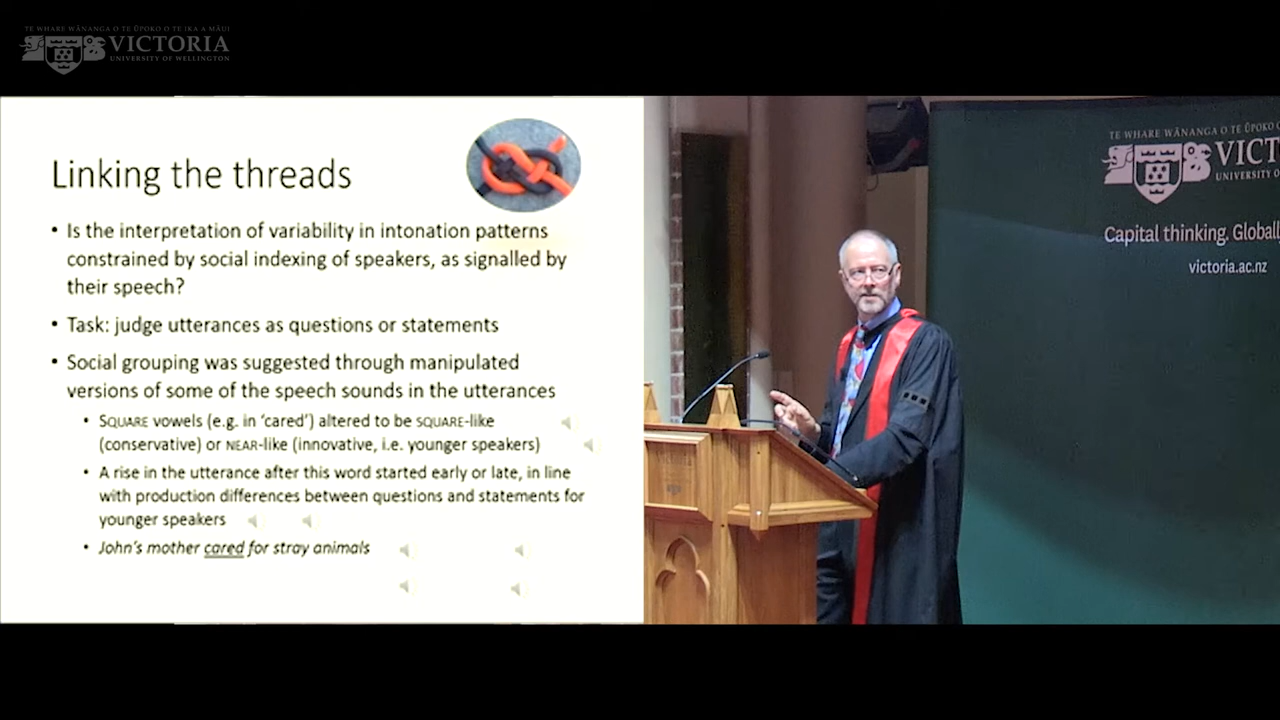 TE WHARE WĀNANGA O TE ŪPOKO O TE IKA A MĀUI
VICTORIA
UNIVERSITY OF WELLINGTON
Linking the threads
• Is the interpretation of variability in intonation patterns
constrained by social indexing of speakers, as signalled by
their speech?
• Task: judge utterances as questions or statements
• Social grouping was suggested through manipulated
versions of some of the speech sounds in the utterances
• SQUARE vowels (e.g. in ‘cared’) altered to be SQUARE-like
(conservative) or NEAR-like (innovative, i.e. younger speakers)
• A rise in the utterance after this word started early or late, in line
with production differences between questions and statements for
younger speakers
• John’s mother cared for stray animals
TE WHARE WĀNANGA O TE ŪPOKO O
VICT
UNIVERSITY O
Capital thinking. Globall
victoria.ac.nz